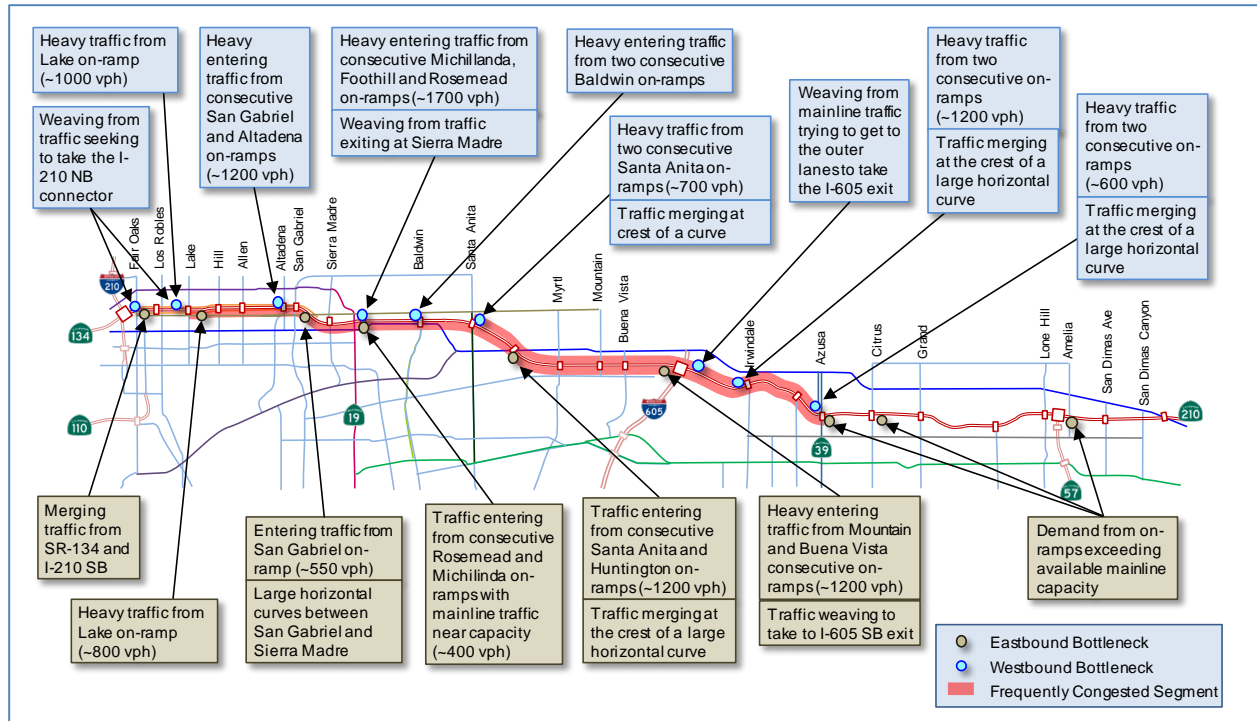 Heavy traffic from
Lake on-ramp
(~1000 vph)
Weaving from
traffic seeking
to take the I-
210 NB
connector
Heavy
entering
traffic from
consecutive
San Gabriel
and Altadena
on-ramps
(~1200 vph)
Heavy entering traffic from
consecutive Michillanda,
Foothill and Rosemead
on-ramps (~1700 vph)
Weaving from traffic
exiting at Sierra Madre
Heavy entering traffic
from two consecutive
Baldwin on-ramps
Heavy traffic from
two consecutive
Santa Anita on-
ramps (~700 vph)
Traffic merging at
crest of a curve
Weaving from
mainline traffic
trying to get to
the outer
lanes to take
the I-605 exit
Heavy traffic
from two
consecutive on-
ramps
(~1200 vph)
Traffic merging
at the crest of a
large horizontal
curve
Heavy traffic
from two
consecutive on-
ramps
(~600 vph)
Traffic merging
at the crest of a
large horizontal
curve
Fair Oaks
Los Robles
Lake
Hill
Allen
Altadena
San Gabriel
Sierra Madre
Baldwin
Santa Anita
Myrtl
Mountain
Buena Vista
Irwindale
Azusa
Citrus
Grand
Lone Hill
Amelia
San Dimas Ave
San Dimas Canyon
210
134
110
19
605
39
57
210
Merging
traffic from
SR-134 and
I-210 SB
Heavy traffic from
Lake on-ramp
(~800 vph)
Entering traffic from
San Gabriel on-
ramp (~550 vph)
Large horizontal
curves between
San Gabriel and
Sierra Madre
Traffic entering
from consecutive
Rosemead and
Michilinda on-
ramps with
mainline traffic
near capacity
(~400 vph)
Traffic entering
from consecutive
Santa Anita and
Huntington on-
ramps (~1200 vph)
Traffic merging at
the crest of a large
horizontal curve
Heavy entering
traffic from Mountain
and Buena Vista
consecutive on-
ramps (~1200 vph)
Traffic weaving to
take to I-605 SB exit
Demand from on-
ramps exceeding
available mainline
capacity
Eastbound Bottleneck
Westbound Bottleneck
Frequently Congested Segment